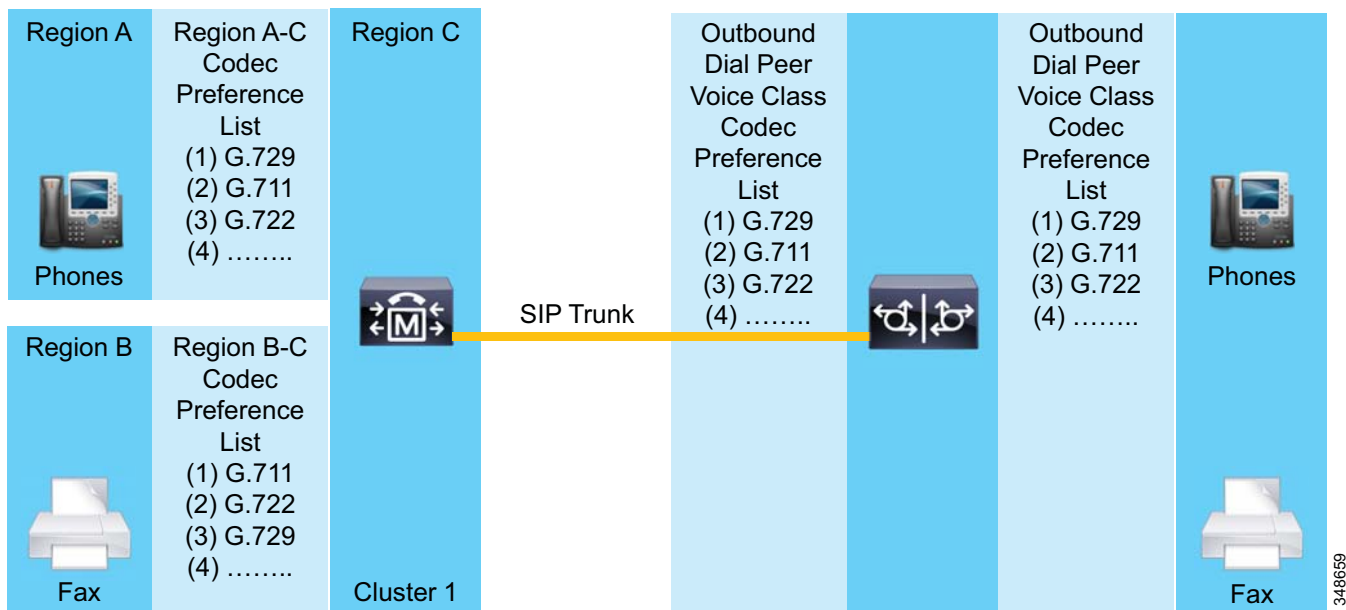 Region A
Region A-C
Codec
Preference
List
(1) G.729
(2) G.711
(3) G.722
(4) ……..
Phones
Region B
Region B-C
Codec
Preference
List
(1) G.711
(2) G.722
(3) G.729
(4) ……..
Fax
Region C
M
Cluster 1
SIP Trunk
Outbound
Dial Peer
Voice Class
Codec
Preference
List
(1) G.729
(2) G.711
(3) G.722
(4) ……..
Outbound
Dial Peer
Voice Class
Codec
Preference
List
(1) G.729
(2) G.711
(3) G.722
(4) ……..
Phones
Fax
348659